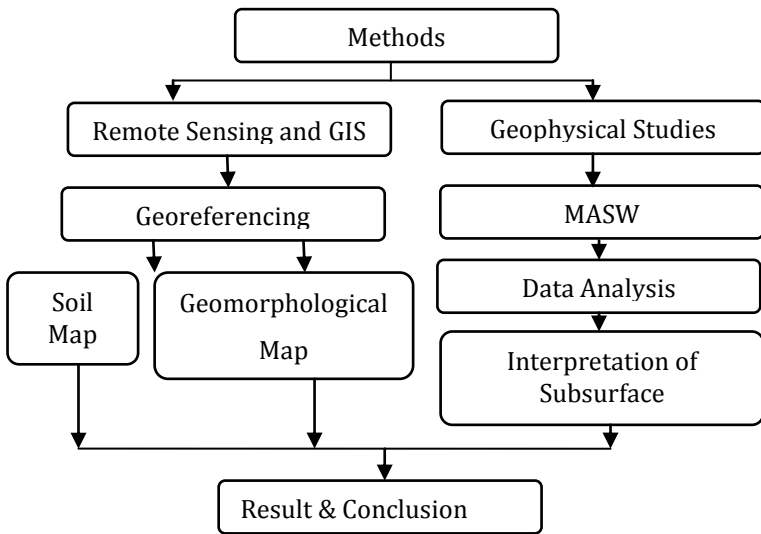 Methods
Remote Sensing and GIS
Geophysical Studies
Georeferencing
MASW
Soil
Map
Geomorphological
Map
Data Analysis
Interpretation of
Subsurface
Result & Conclusion